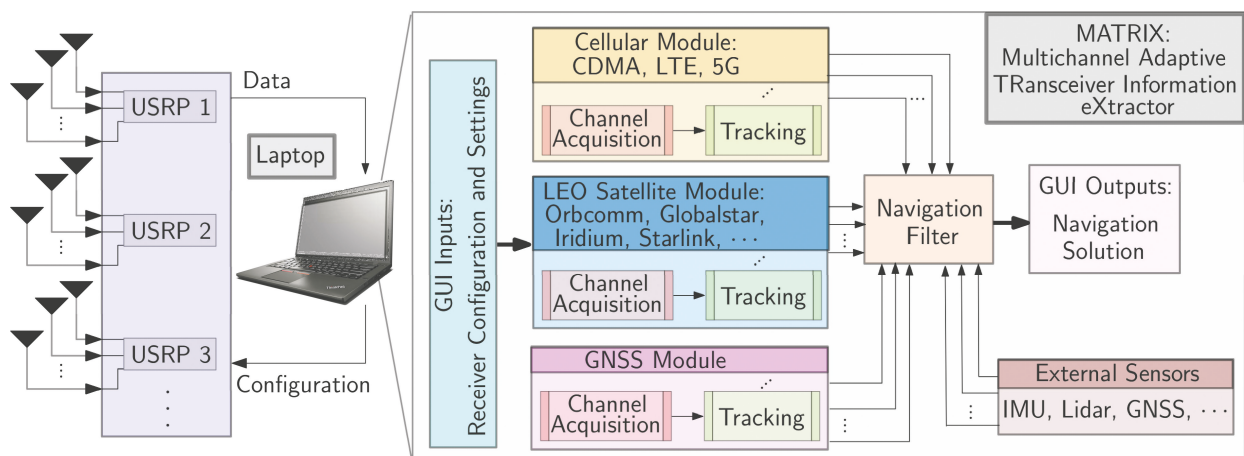 USRP 1
USRP 2
USRP 3
Data
Laptop
Configuration
GUI Inputs:
Receiver Configuration and Settings
Cellular Module:
CDMA, LTE, 5G
Channel
Acquisition
Tracking
LEO Satellite Module:
Orbcomm, Globalstar,
Iridium, Starlink, · · ·
Channel
Acquisition
Tracking
GNSS Module
Channel
Acquisition
Tracking
Navigation
Filter
MATRIX:
Multichannel Adaptive
TRansceiver Information
eXtractor
GUI Outputs:
Navigation
Solution
External Sensors
IMU, Lidar, GNSS, · · ·